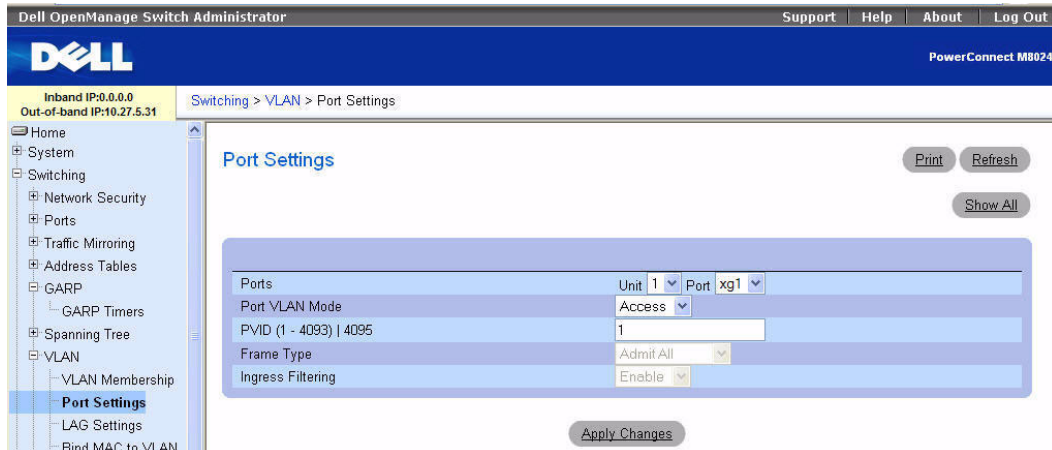 Dell OpenManage Switch Administrator
Support Help About Log Out
DELL
PowerConnect M8024
Inband IP:0.0.0.0
Out-of-band IP:10.27.5.31
Switching > VLAN > Port Settings
Home
System
Switching
Network Security
Ports
Traffic Mirroring
Address Tables
GARP
GARP Timers
Spanning Tree
VLAN
VLAN Membership
Port Settings
LAG Settings
Bind MAC to VLAN
Port Settings
Print Refresh
Show All
Ports Unit 1 Port xg1
Port VLAN Mode Access
PVID (1 - 4093) | 4095 1
Frame Type Admit All
Ingress Filtering Enable
Apply Changes